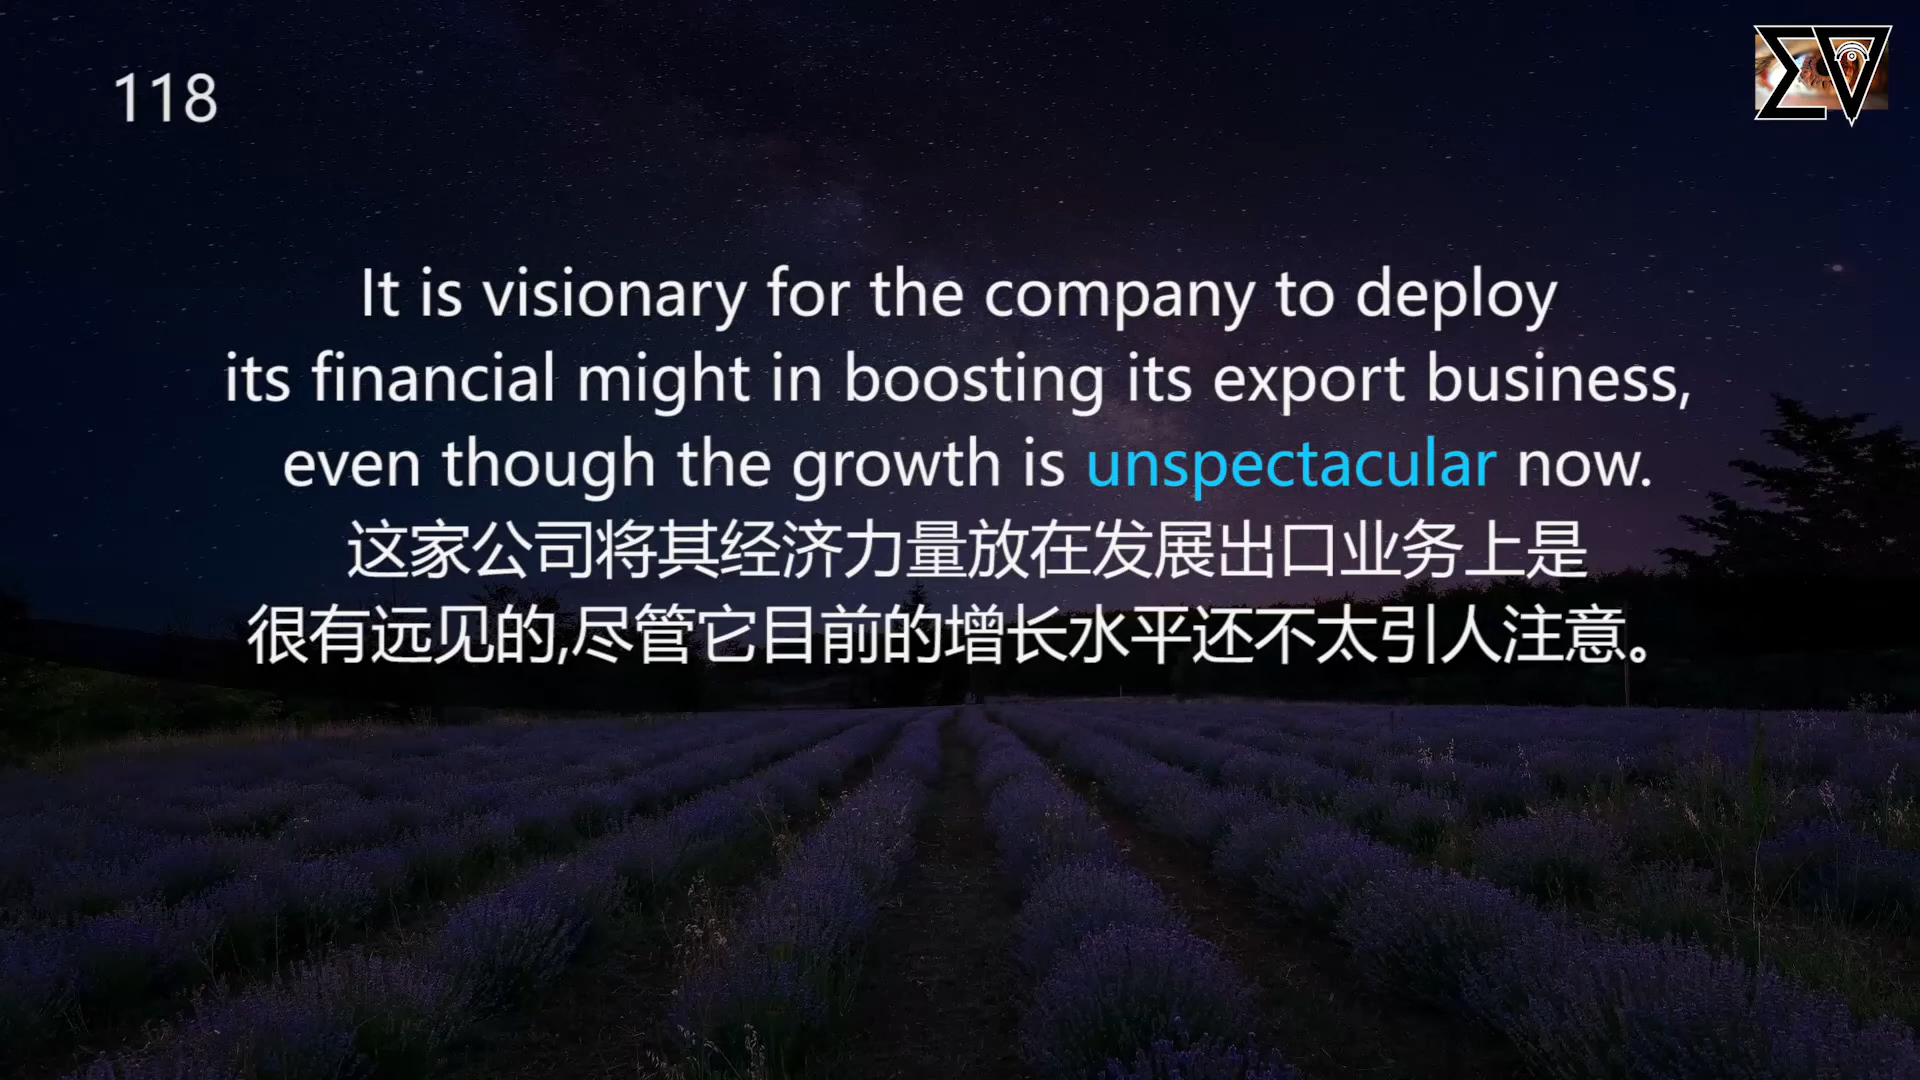 118
It is visionary for the company to deploy
its financial might in boosting its export business,
even though the growth is unspectacular now.
这家公司将其经济力量放在发展出口业务上是
很有远见的,尽管它目前的增长水平还不太引人注意。